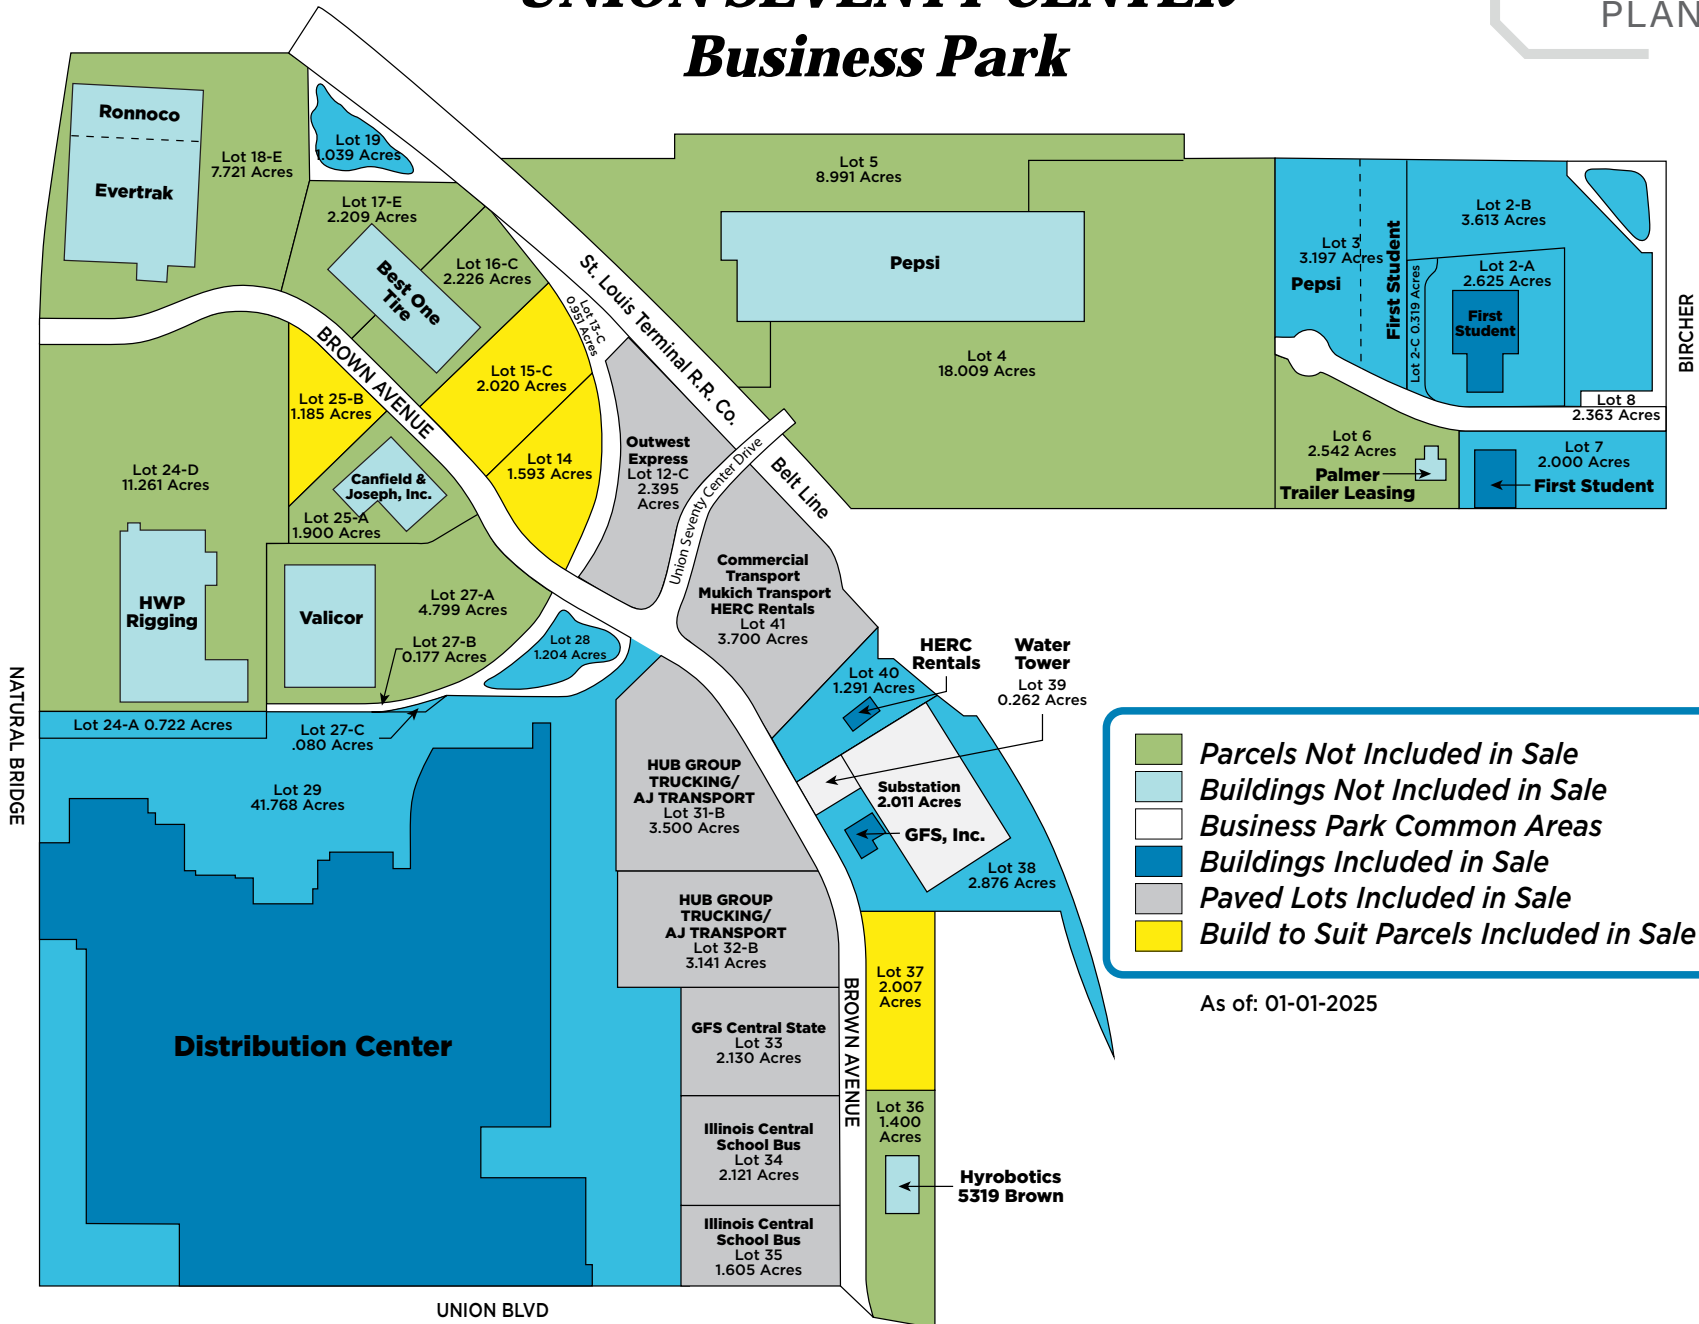 UNION SEVENTY CENTER
Business Park
PLAN
Ronnoco
Evertrak
Lot 18-E
7.721 Acres
Lot 19
1.039 Acres
Lot 17-E
2.209 Acres
Best One
Tire
Lot 16-C
2.226 Acres
Lot 13-C
0.951 Acres
St. Louis Terminal R.R. Co.
Belt Line
Lot 5
8.991 Acres
Pepsi
Lot 4
18.009 Acres
Lot 3
3.197 Acres
Pepsi
First Student
Lot 2-C 0.319 Acres
Lot 2-B
3.613 Acres
Lot 2-A
2.625 Acres
First
Student
BIRCHER
Lot 8
2.363 Acres
Lot 6
2.542 Acres
Palmer
Trailer Leasing
Lot 7
2.000 Acres
First Student
BROWN AVENUE
Lot 25-B
1.185 Acres
Lot 15-C
2.020 Acres
Lot 14
1.593 Acres
Outwest
Express
Lot 12-C
2.395
Acres
Union Seventy Center Drive
Lot 24-D
11.261 Acres
Canfield &
Joseph, Inc.
Lot 25-A
1.900 Acres
HWP
Rigging
Valicor
Lot 27-A
4.799 Acres
Lot 27-B
0.177 Acres
Lot 28
1.204 Acres
Commercial
Transport
Mukich Transport
HERC Rentals
Lot 41
3.700 Acres
HERC
Rentals
Lot 40
1.291 Acres
Water
Tower
Lot 39
0.262 Acres
NATURAL BRIDGE
Lot 24-A 0.722 Acres
Lot 27-C
.080 Acres
Lot 29
41.768 Acres
HUB GROUP
TRUCKING/
AJ TRANSPORT
Lot 31-B
3.500 Acres
Substation
2.011 Acres
GFS, Inc.
Lot 38
2.876 Acres
HUB GROUP
TRUCKING/
AJ TRANSPORT
Lot 32-B
3.141 Acres
Parcels Not Included in Sale
Buildings Not Included in Sale
Business Park Common Areas
Buildings Included in Sale
Paved Lots Included in Sale
Build to Suit Parcels Included in Sale
As of: 01-01-2025
Lot 37
2.007
Acres
BROWN AVENUE
Distribution Center
GFS Central State
Lot 33
2.130 Acres
Illinois Central
School Bus
Lot 34
2.121 Acres
Lot 36
1.400
Acres
Hyrobotics
5319 Brown
Illinois Central
School Bus
Lot 35
1.605 Acres
UNION BLVD